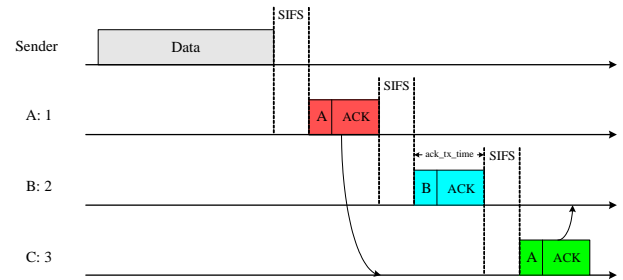 SIFS
Sender
Data
SIFS
A: 1
A ACK
ack_tx_time
SIFS
B: 2
B ACK
C: 3
A ACK